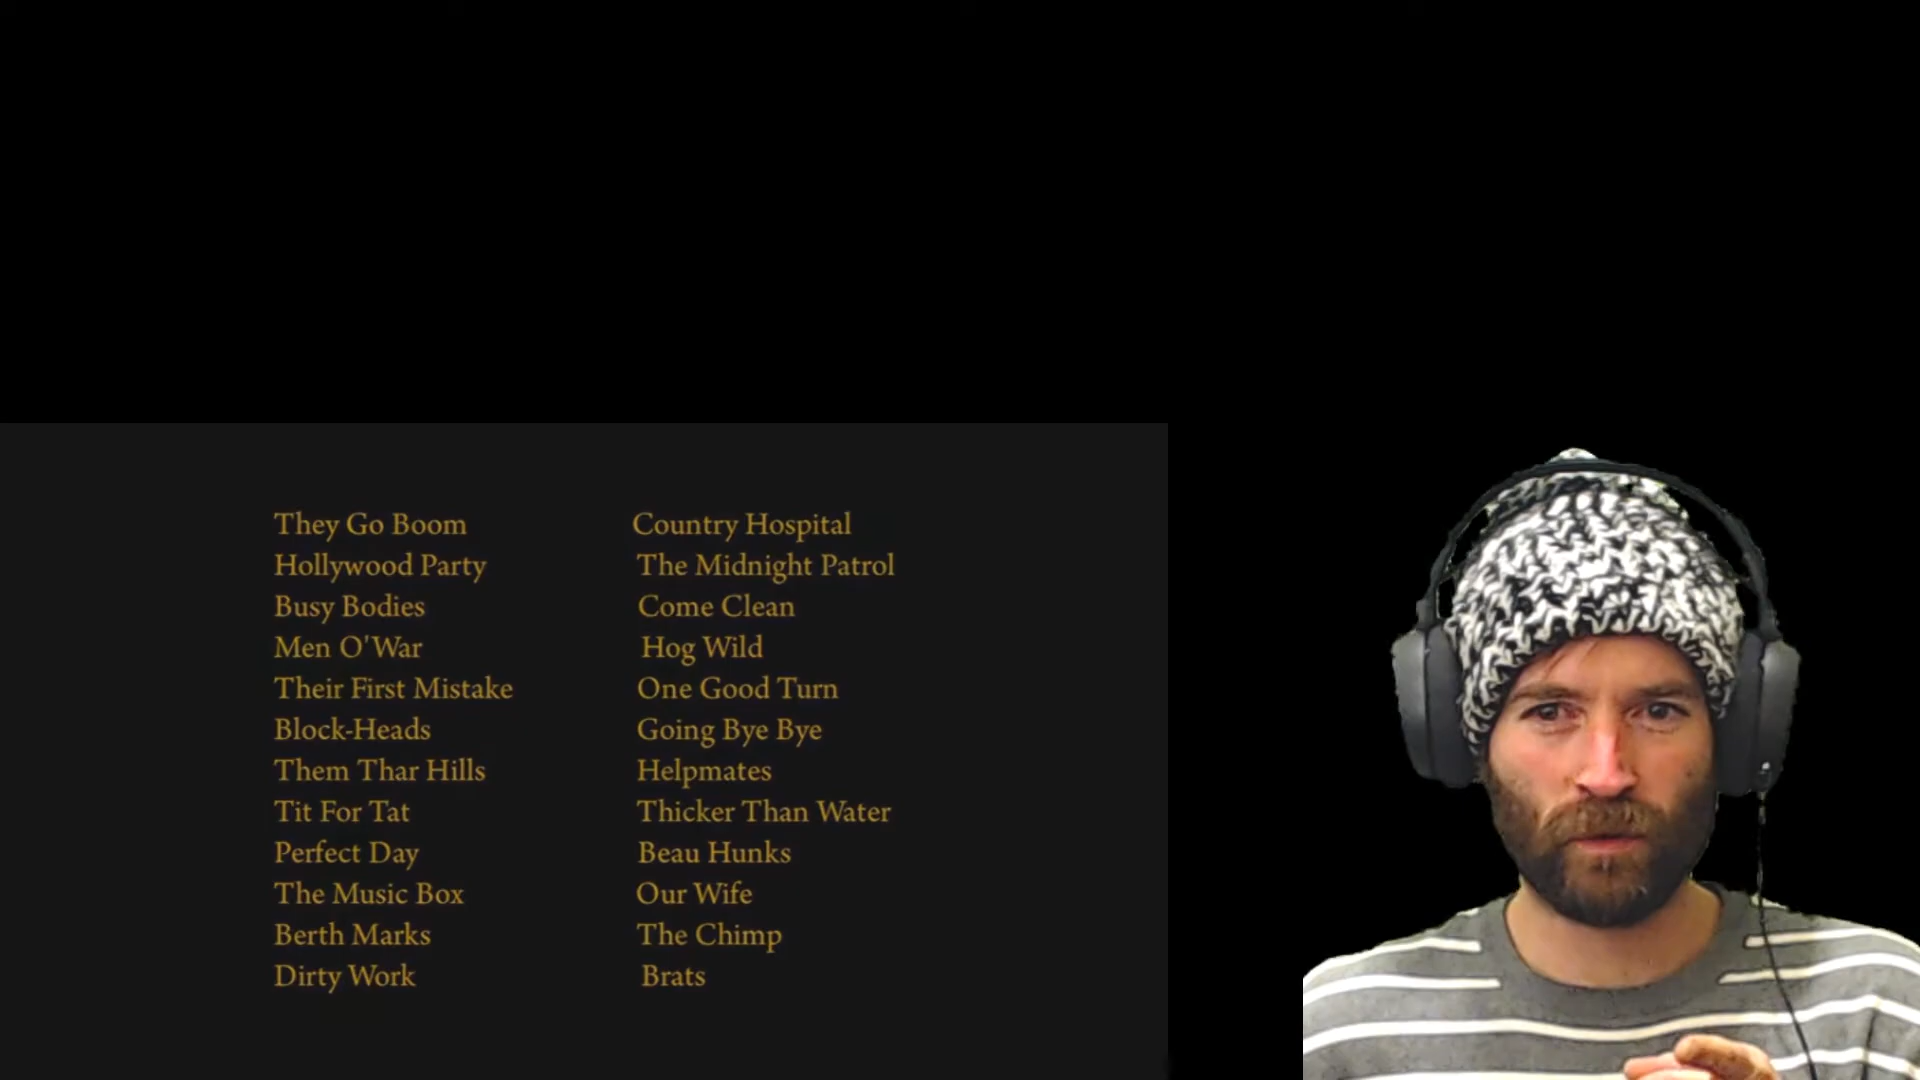 They Go Boom
Hollywood Party
Busy Bodies
Men O'War
Their First Mistake
Block-Heads
Them Thar Hills
Tit For Tat
Perfect Day
The Music Box
Berth Marks
Dirty Work
Country Hospital
The Midnight Patrol
Come Clean
Hog Wild
One Good Turn
Going Bye Bye
Helpmates
Thicker Than Water
Beau Hunks
Our Wife
The Chimp
Brats